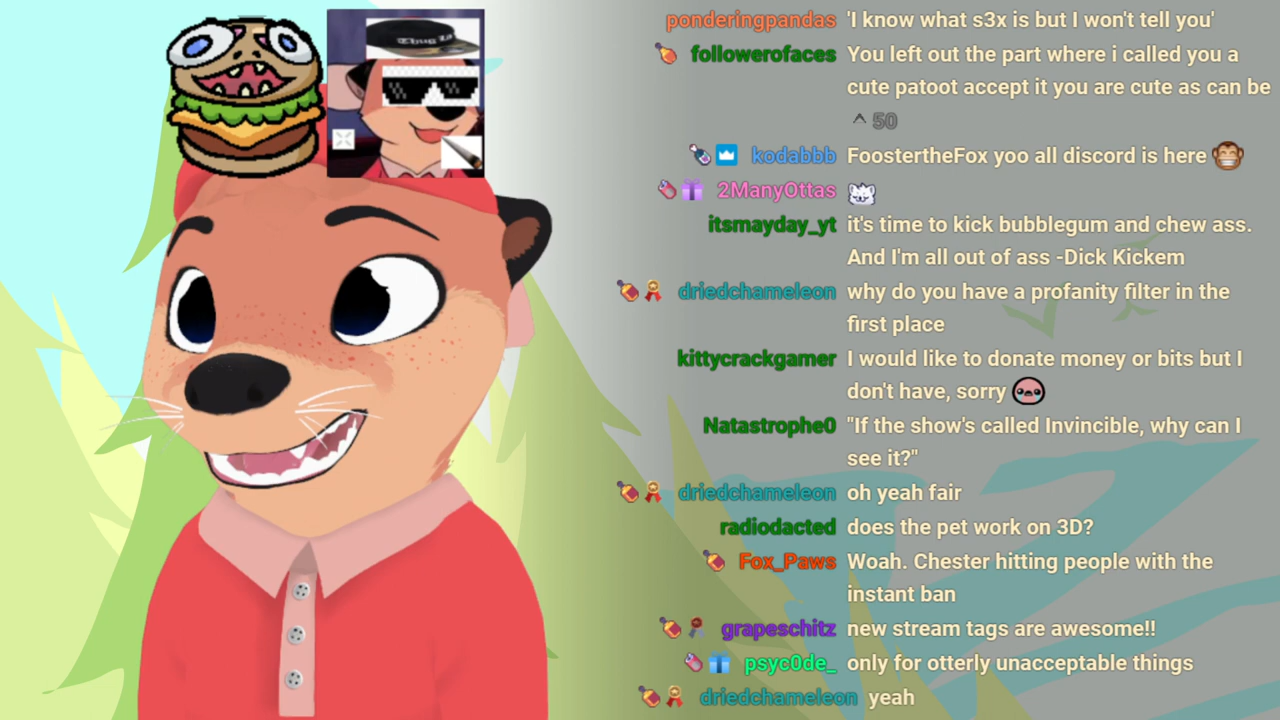 Thug Life
ponderingpandas 'I know what s3x is but I won't tell you'
followerofaces You left out the part where i called you a
cute patoot accept it you are cute as can be
^ 50
kodabbb FoostertheFox yoo all discord is here
2ManyOttas
itsmayday_yt it's time to kick bubblegum and chew ass.
And I'm all out of ass -Dick Kickem
driedchameleon why do you have a profanity filter in the
first place
kittycrackgamer I would like to donate money or bits but I
don't have, sorry
Natastrophe0 "If the show's called Invincible, why can I
see it?"
driedchameleon oh yeah fair
radiodacted does the pet work on 3D?
Fox_Paws Woah. Chester hitting people with the
instant ban
grapeschitz new stream tags are awesome!!
psyc0de_ only for otterly unacceptable things
driedchameleon yeah